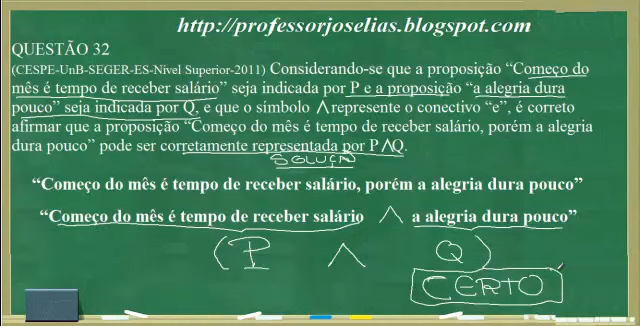 http://professorjoselias.blogspot.com
QUESTÃO 32
(CESPE-UnB-SEGER-ES-Nível Superior-2011) Considerando-se que a proposição “Começo do
mês é tempo de receber salário” seja indicada por P e a proposição “a alegria dura
pouco” seja indicada por Q, e que o símbolo ∧ represente o conectivo “e”, é correto
afirmar que a proposição “Começo do mês é tempo de receber salário, porém a alegria
dura pouco” pode ser corretamente representada por P∧Q.
SOLUÇÃO
“Começo do mês é tempo de receber salário, porém a alegria dura pouco”
“Começo do mês é tempo de receber salário ∧ a alegria dura pouco”
(P ∧ Q)
CERTO